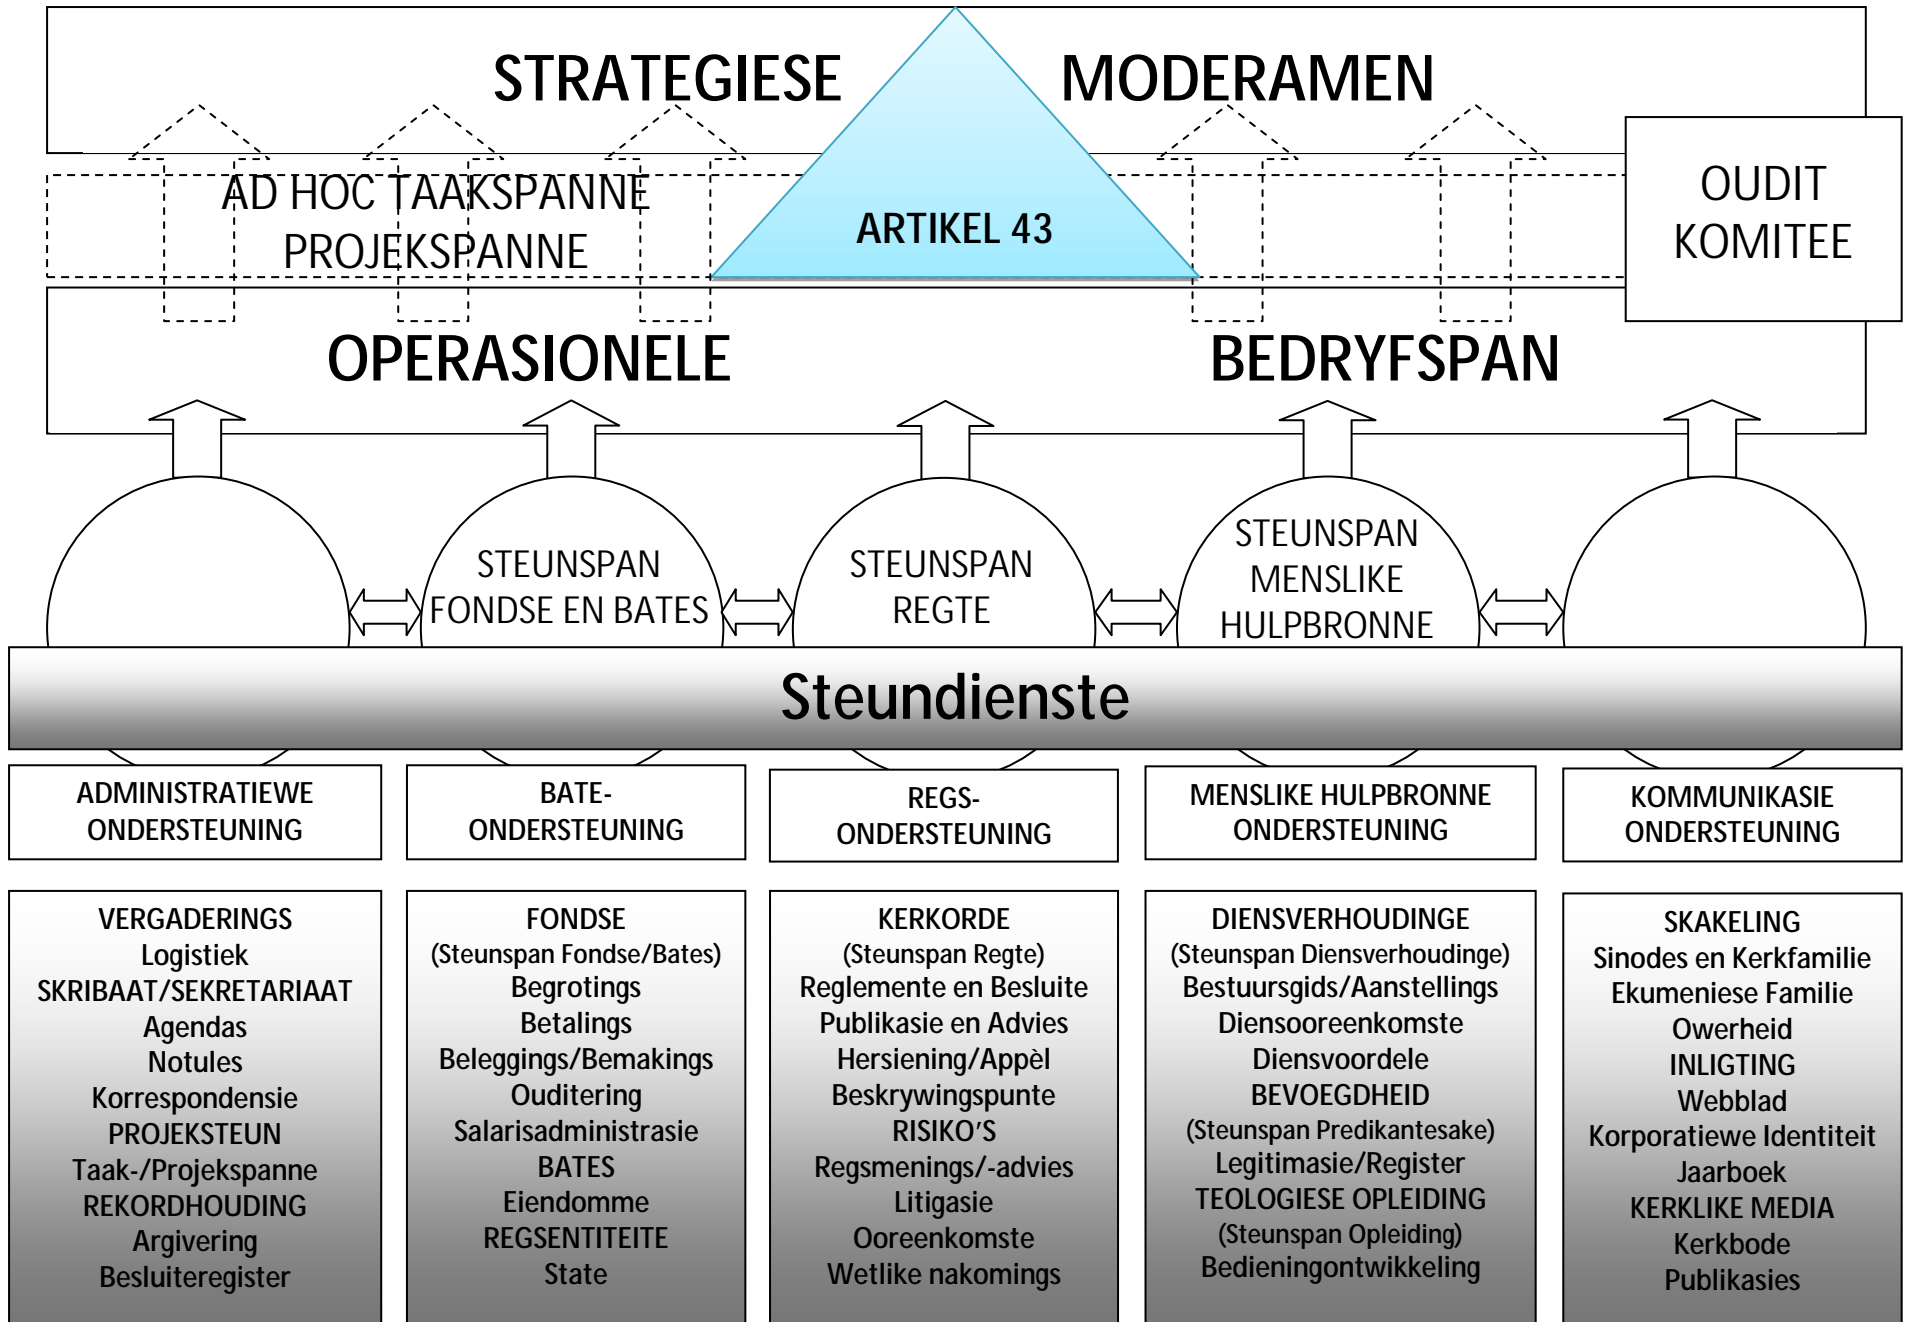 STRATEGIESE MODERAMEN
AD HOC TAAKSPANNE
PROJEKSPANNE
ARTIKEL 43
OUDIT
KOMITEE
OPERASIONELE BEDRYFSPAN
STEUNSPAN
FONDSE EN BATES
STEUNSPAN
REGTE
STEUNSPAN
MENSLIKE
HULPBRONNE
Steundienste
ADMINISTRATIEWE
ONDERSTEUNING
BATE-
ONDERSTEUNING
REGS-
ONDERSTEUNING
MENSLIKE HULPBRONNE
ONDERSTEUNING
KOMMUNIKASIE
ONDERSTEUNING
VERGADERINGS
Logistiek
SKRIBAAT/SEKRETARIAAT
Agendas
Notules
Korrespondensie
PROJEKSTEUN
Taak-/Projekspanne
REKORDHOUDING
Argivering
Besluiteregister
FONDSE
(Steunspan Fondse/Bates)
Begrotings
Betalings
Beleggings/Bemakings
Ouditering
Salarisadministrasie
BATES
Eiendomme
REGSENTITEITE
State
KERKORDE
(Steunspan Regte)
Reglemente en Besluite
Publikasie en Advies
Hersiening/Appèl
Beskrywingspunte
RISIKO'S
Regsmenings/-advies
Litigasie
Ooreenkomste
Wetlike nakomings
DIENSVERHOUDINGE
(Steunspan Diensverhoudinge)
Bestuursgids/Aanstellings
Diensooreenkomste
Diensvoordele
BEVOEGDHEID
(Steunspan Predikantesake)
Legitimasie/Register
TEOLOGIESE OPLEIDING
(Steunspan Opleiding)
Bedieningontwikkeling
SKAKELING
Sinodes en Kerkfamilie
Ekumeniese Familie
Owerheid
INLIGTING
Webblad
Korporatiewe Identiteit
Jaarboek
KERKLIKE MEDIA
Kerkbode
Publikasies